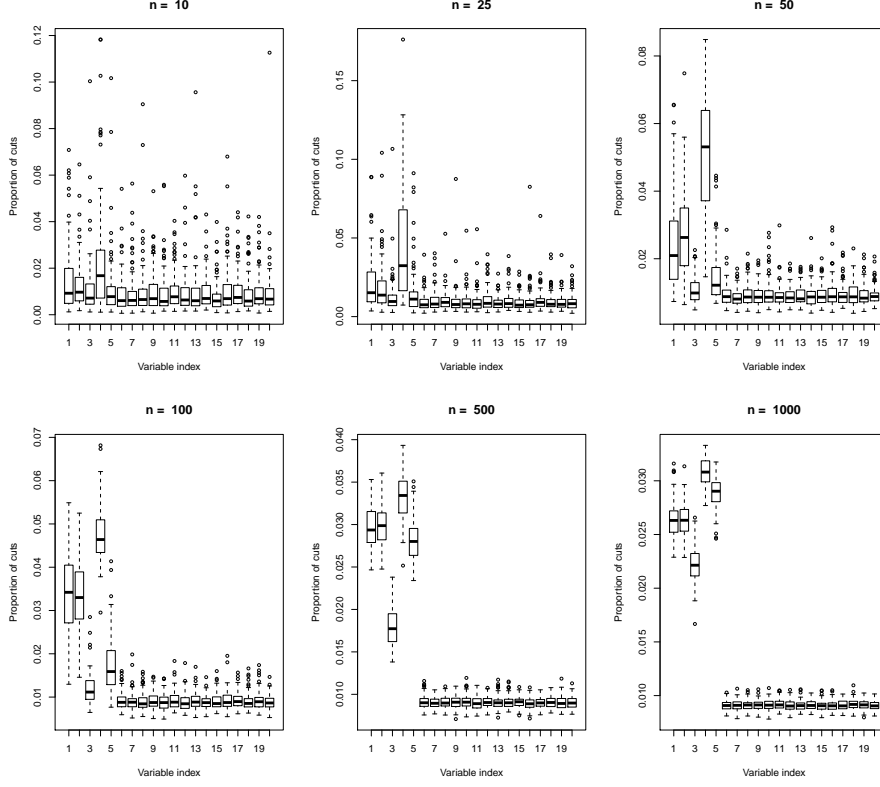 n = 10
0.12
0.10
0.08
0.06
0.04
0.02
0.00
Proportion of cuts
1 3 5 7 9 11 13 15 17 19
Variable index
n = 25
0.15
0.10
0.05
0.00
Proportion of cuts
1 3 5 7 9 11 13 15 17 19
Variable index
n = 50
0.08
0.06
0.04
0.02
Proportion of cuts
1 3 5 7 9 11 13 15 17 19
Variable index
n = 100
0.07
0.06
0.05
0.04
0.03
0.02
0.01
Proportion of cuts
1 3 5 7 9 11 13 15 17 19
Variable index
n = 500
0.040
0.035
0.030
0.025
0.020
0.015
0.010
Proportion of cuts
1 3 5 7 9 11 13 15 17 19
Variable index
n = 1000
0.030
0.025
0.020
0.015
0.010
Proportion of cuts
1 3 5 7 9 11 13 15 17 19
Variable index